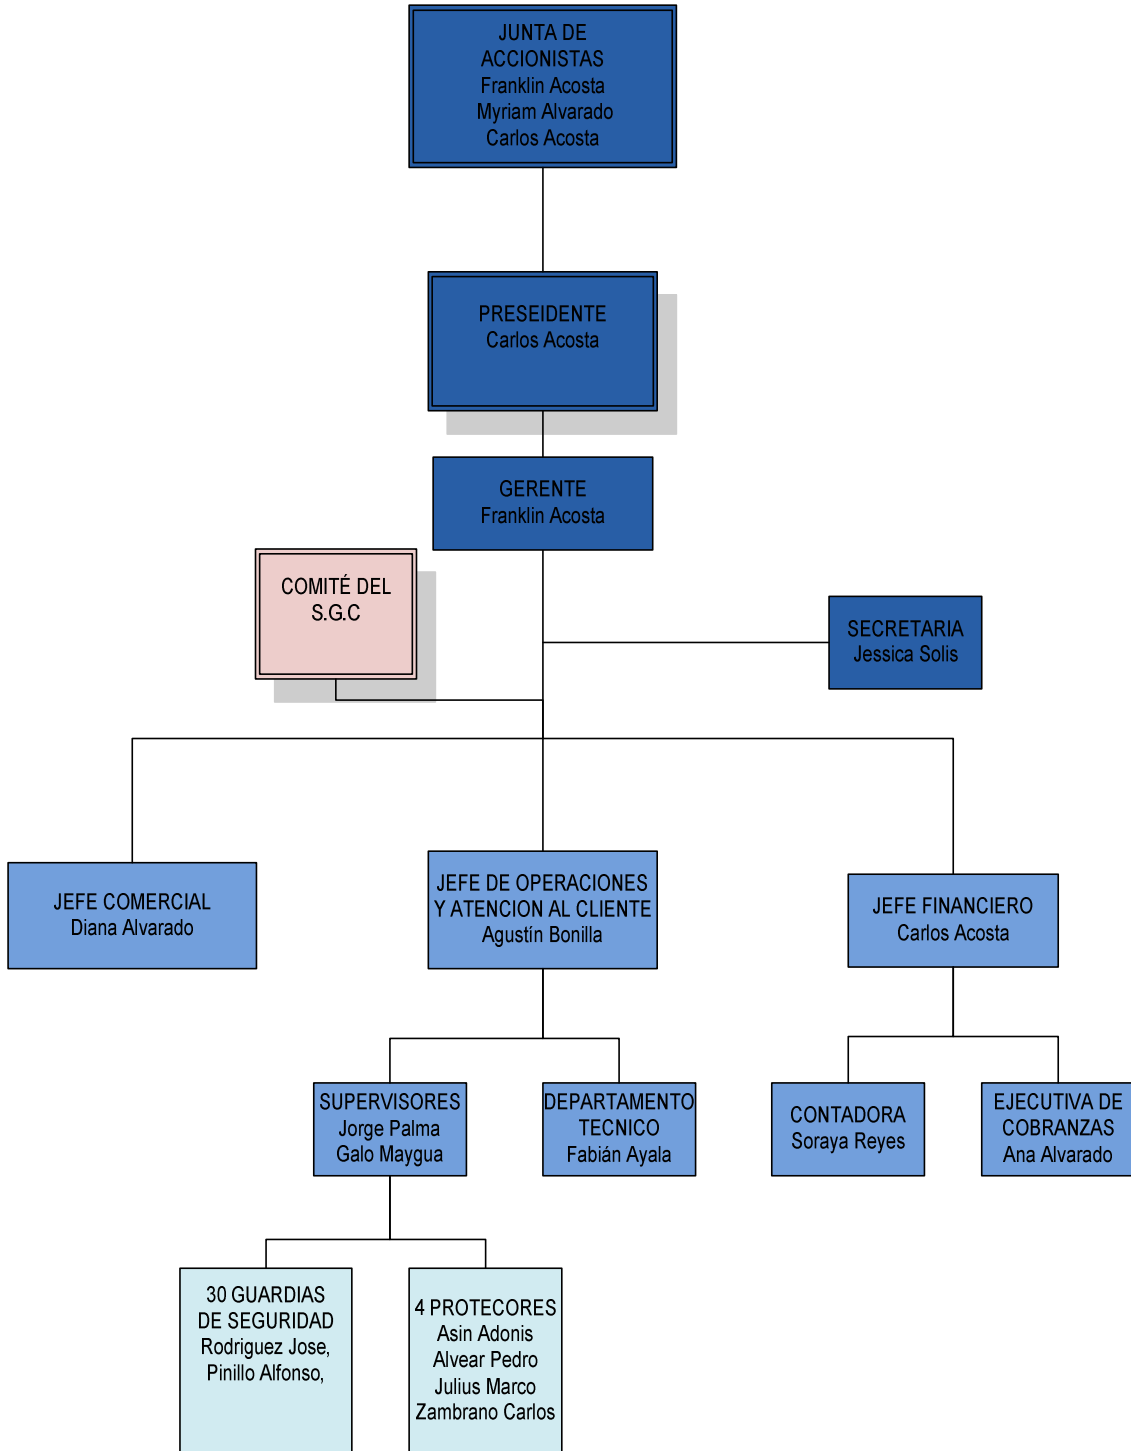 JUNTA DE
ACCIONISTAS
Franklin Acosta
Myriam Alvarado
Carlos Acosta
PRESEIDENTE
Carlos Acosta
GERENTE
Franklin Acosta
COMITÉ DEL
S.G.C
SECRETARIA
Jessica Solis
JEFE COMERCIAL
Diana Alvarado
JEFE DE OPERACIONES
Y ATENCION AL CLIENTE
Agustín Bonilla
JEFE FINANCIERO
Carlos Acosta
SUPERVISORES
Jorge Palma
Galo Maygua
DEPARTAMENTO
TECNICO
Fabián Ayala
CONTADORA
Soraya Reyes
EJECUTIVA DE
COBRANZAS
Ana Alvarado
30 GUARDIAS
DE SEGURIDAD
Rodriguez Jose,
Pinillo Alfonso,
4 PROTECORES
Asin Adonis
Alvear Pedro
Julius Marco
Zambrano Carlos